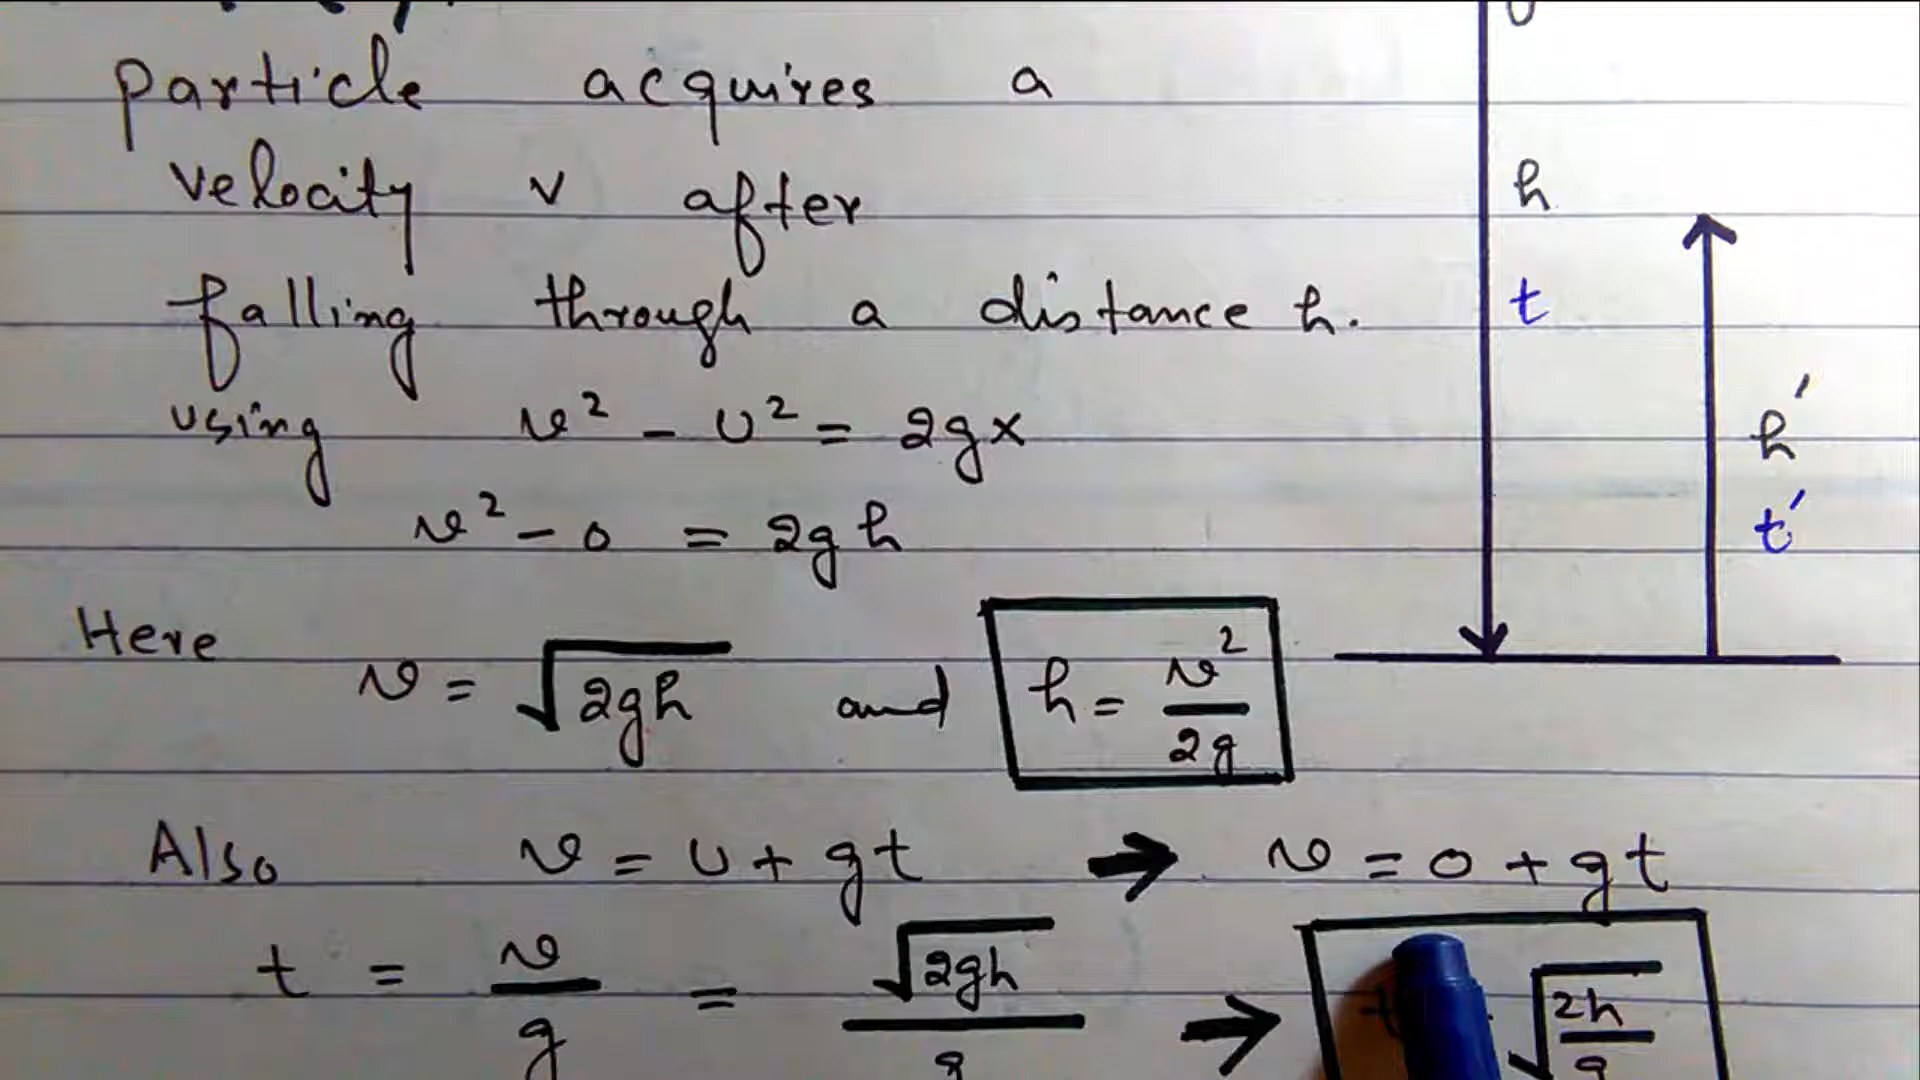 particle acquires a
velocity v after
falling through a distance h.
using v² - u² = 2gx
v² - 0 = 2gh
Here v = √2gh and h = v²/2g
Also v = u + gt → v = 0 + gt
t = v/g = √2gh/g → √2h/g
h
t
h′
t′